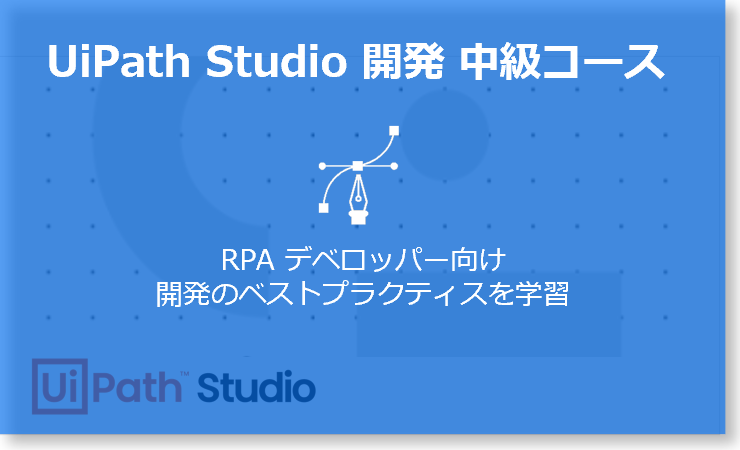 UiPath Studio 開発 中級コース
RPA デベロッパー向け
開発のベストプラクティスを学習
UiPath™ Studio